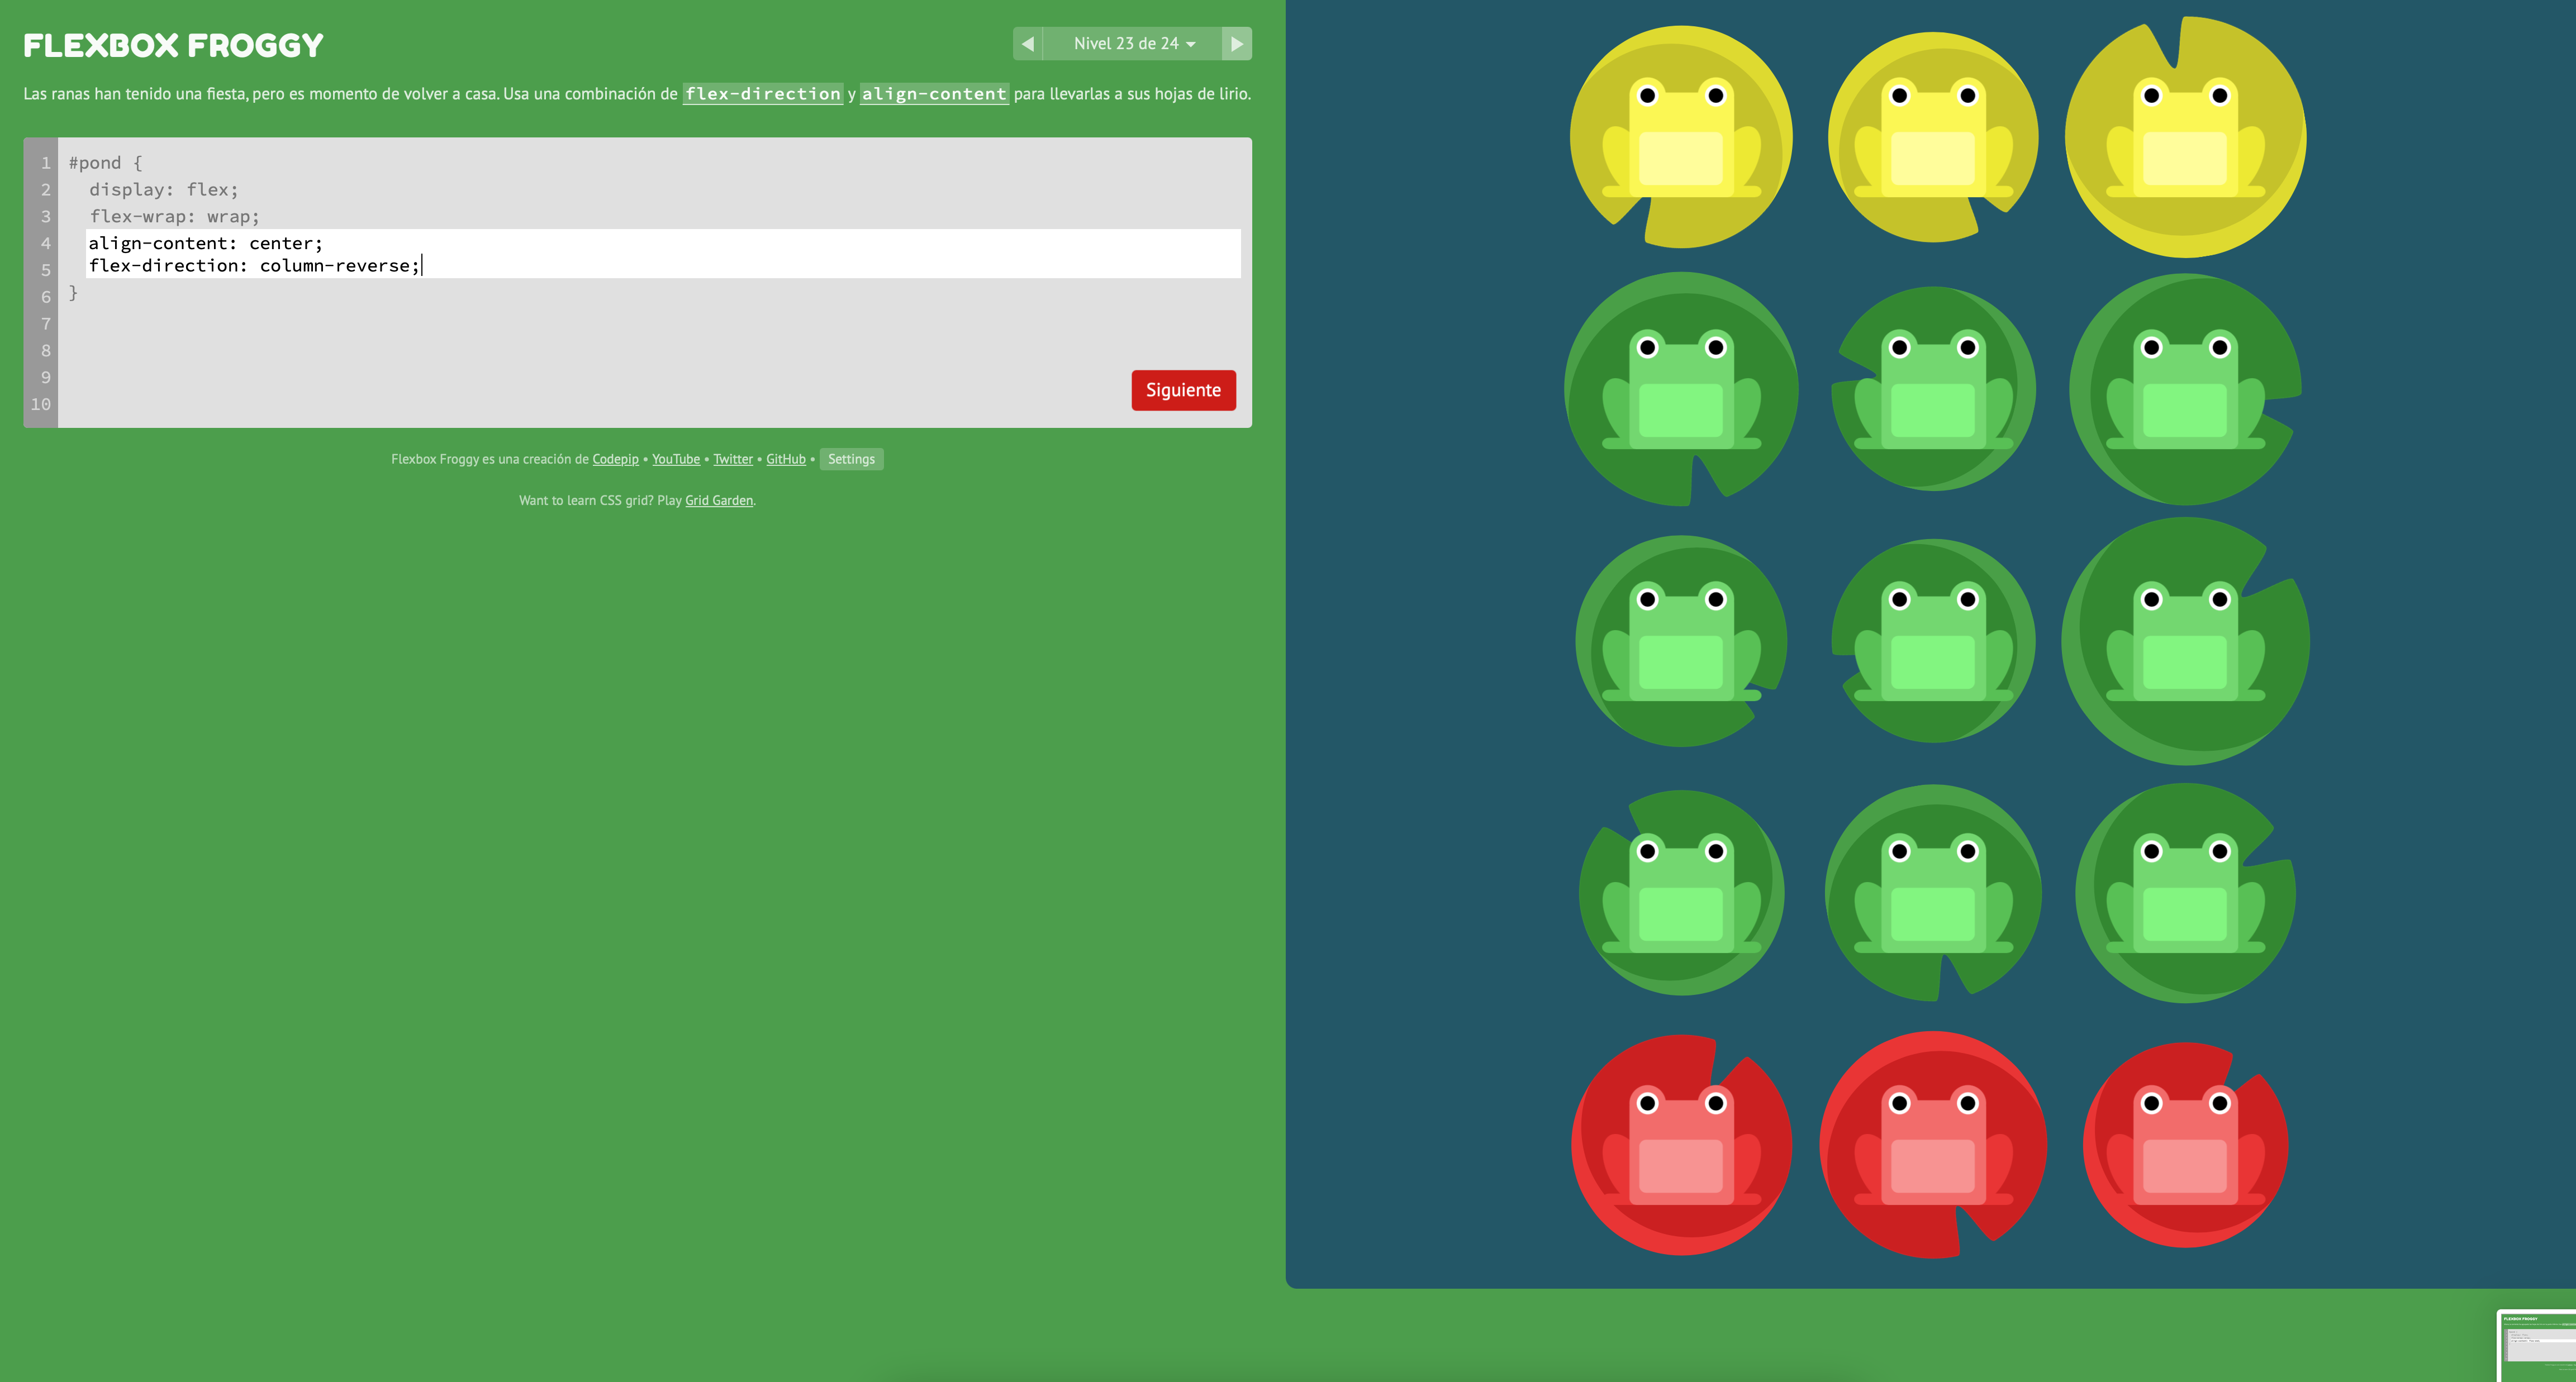 FLEXBOX FROGGY
Nivel 23 de 24
Las ranas han tenido una fiesta, pero es momento de volver a casa. Usa una combinación de flex-direction y align-content para llevarlas a sus hojas de lirio.
1 #pond {
2 display: flex;
3 flex-wrap: wrap;
4 align-content: center;
5 flex-direction: column-reverse;
6 }
7
8
9
10
Siguiente
Flexbox Froggy es una creación de Codepip • YouTube • Twitter • GitHub • Settings
Want to learn CSS grid? Play Grid Garden.